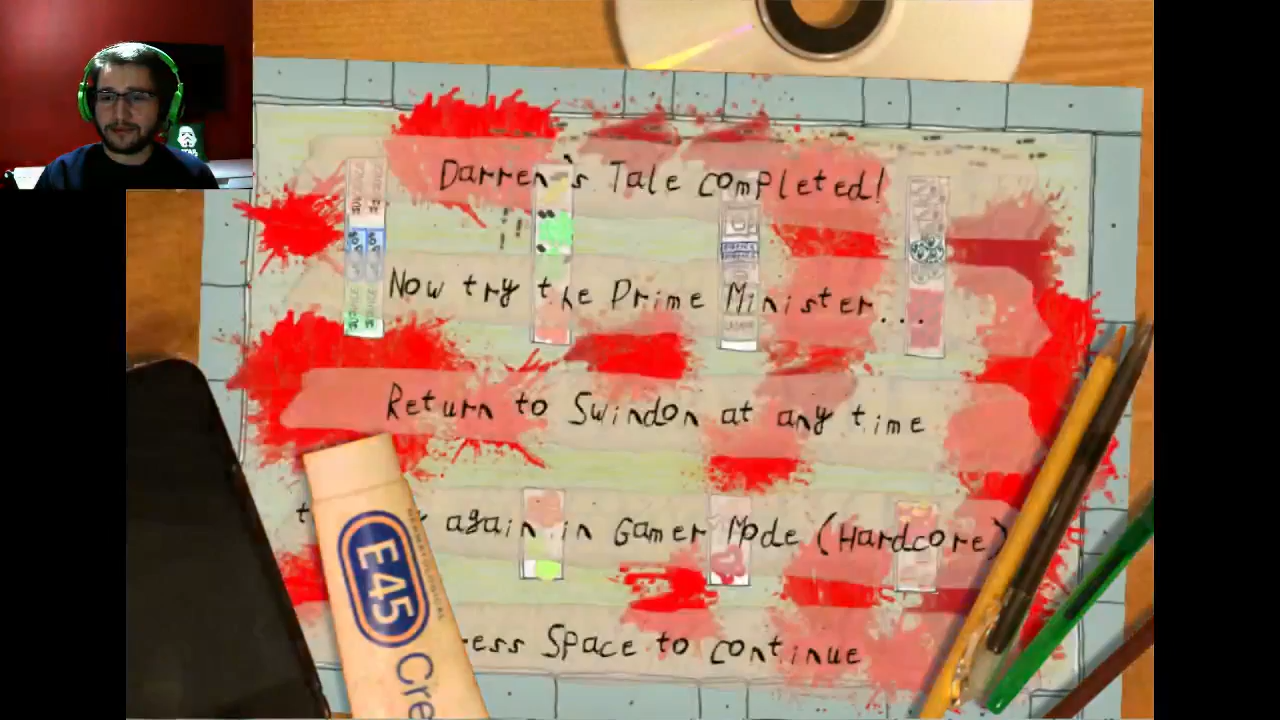 Darren's Tale completed!
Now try the Prime Minister...
Return to Swindon at any time
again in Gamer Mode (Hardcore)
Space to continue
E45
DERMATOLOGICAL
Cre